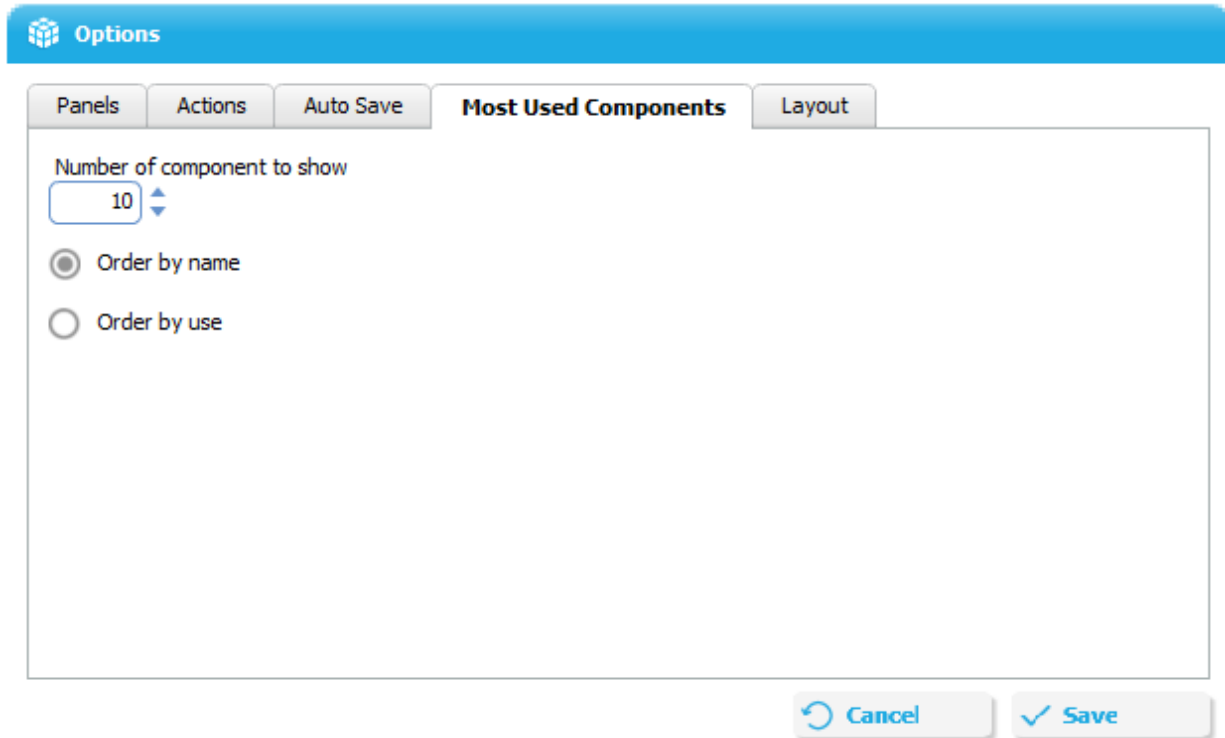 Options
Panels Actions Auto Save Most Used Components Layout
Number of component to show
10
Order by name
Order by use
Cancel Save